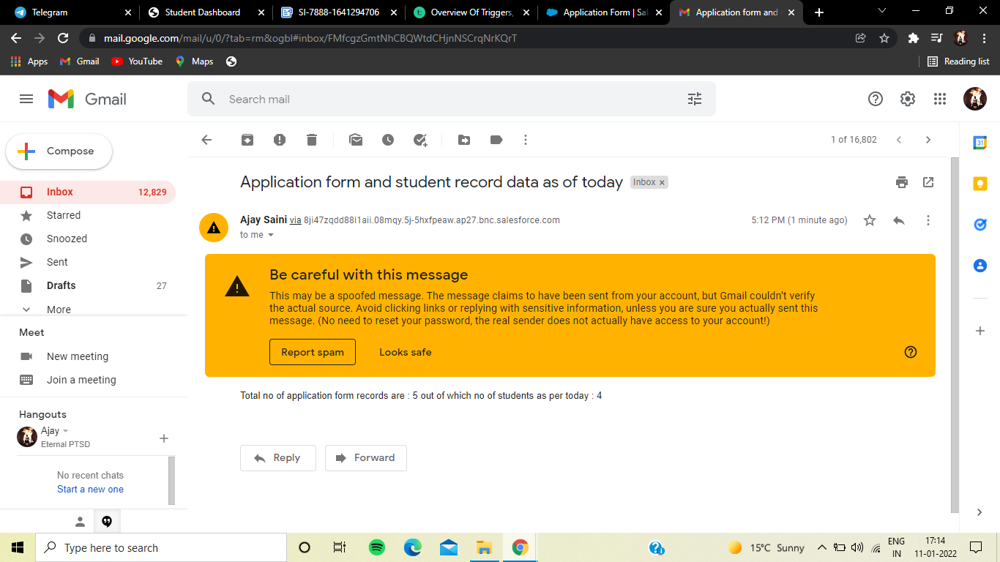 Telegram
Student Dashboard
SI-7888-1641294706
Overview Of Triggers,
Application Form | Sal
Application form and
mail.google.com/mail/u/0/?tab=rm&ogbl#inbox/FMfcgzGmtNhCBQWtdCHjnNSCrqNrKQrT
Apps
Gmail
YouTube
Maps
Reading list
Gmail
Search mail
Compose
1 of 16,802
31
Application form and student record data as of today
Inbox ×
Inbox
12,829
Starred
Snoozed
Sent
Drafts
27
More
Ajay Saini via 8ji47zqdd88i1aii.08mqy.5j-5hxfpeaw.ap27.bnc.salesforce.com
5:12 PM (1 minute ago)
to me
Be careful with this message
This may be a spoofed message. The message claims to have been sent from your account, but Gmail couldn't verify
the actual source. Avoid clicking links or replying with sensitive information, unless you are sure you actually sent this
message. (No need to reset your password, the real sender does not actually have access to your account!)
Report spam
Looks safe
Meet
New meeting
Join a meeting
Total no of application form records are : 5 out of which no of students as per today : 4
Hangouts
Ajay
Eternal PTSD
No recent chats
Start a new one
Reply
Forward
Type here to search
15°C Sunny
ENG
IN
17:14
11-01-2022